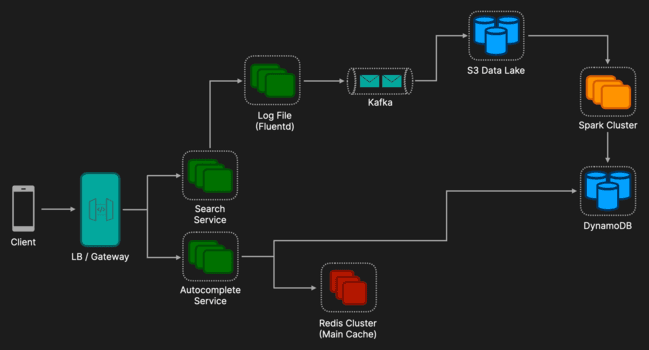 S3 Data Lake
Log File
(Fluentd)
Kafka
Spark Cluster
Search
Service
Client
LB / Gateway
DynamoDB
Autocomplete
Service
Redis Cluster
(Main Cache)